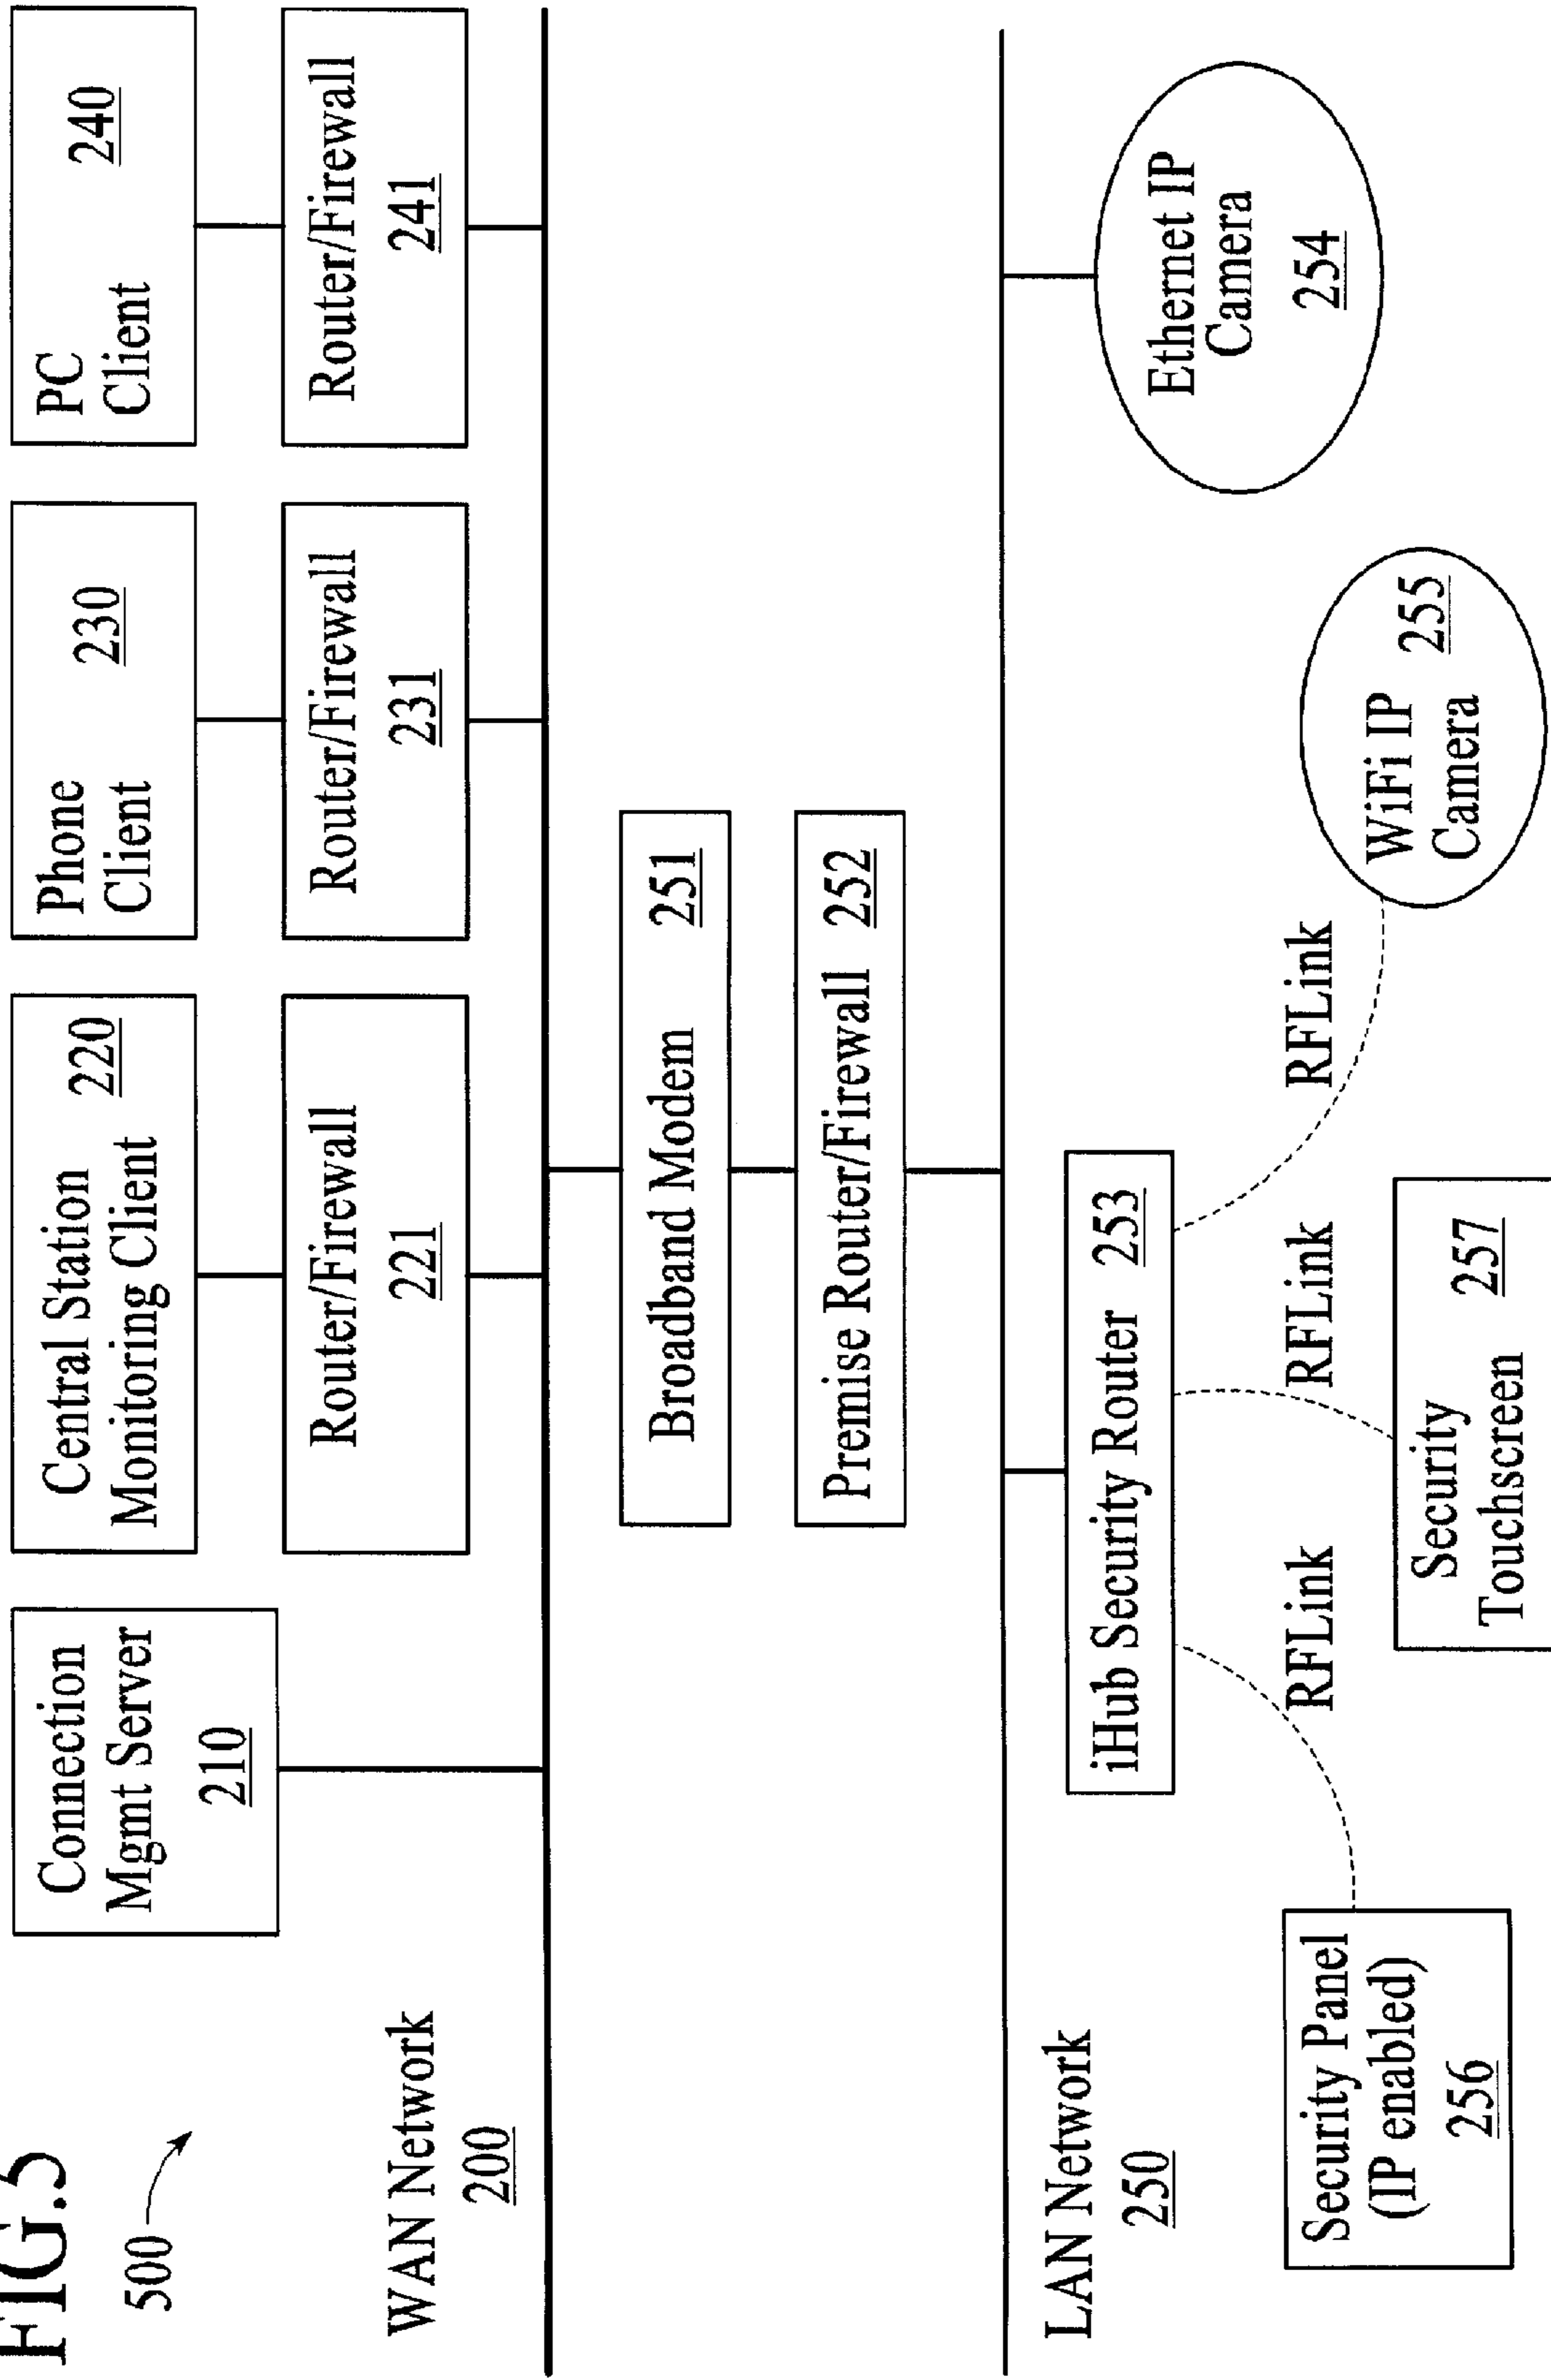 FIG.5
500
Connection
Mgmt Server
210
Central Station
Monitoring Client
220
Phone
Client
230
PC
Client
240
Router/Firewall
221
Router/Firewall
231
Router/Firewall
241
WAN Network
200
Broadband Modem 251
Premise Router/Firewall 252
LAN Network
250
iHub Security Router 253
Ethernet IP
Camera
254
RFLink
RFLink
RFLink
WiFi IP
Camera
255
Security Panel
(IP enabled)
256
Security
Touchscreen
257